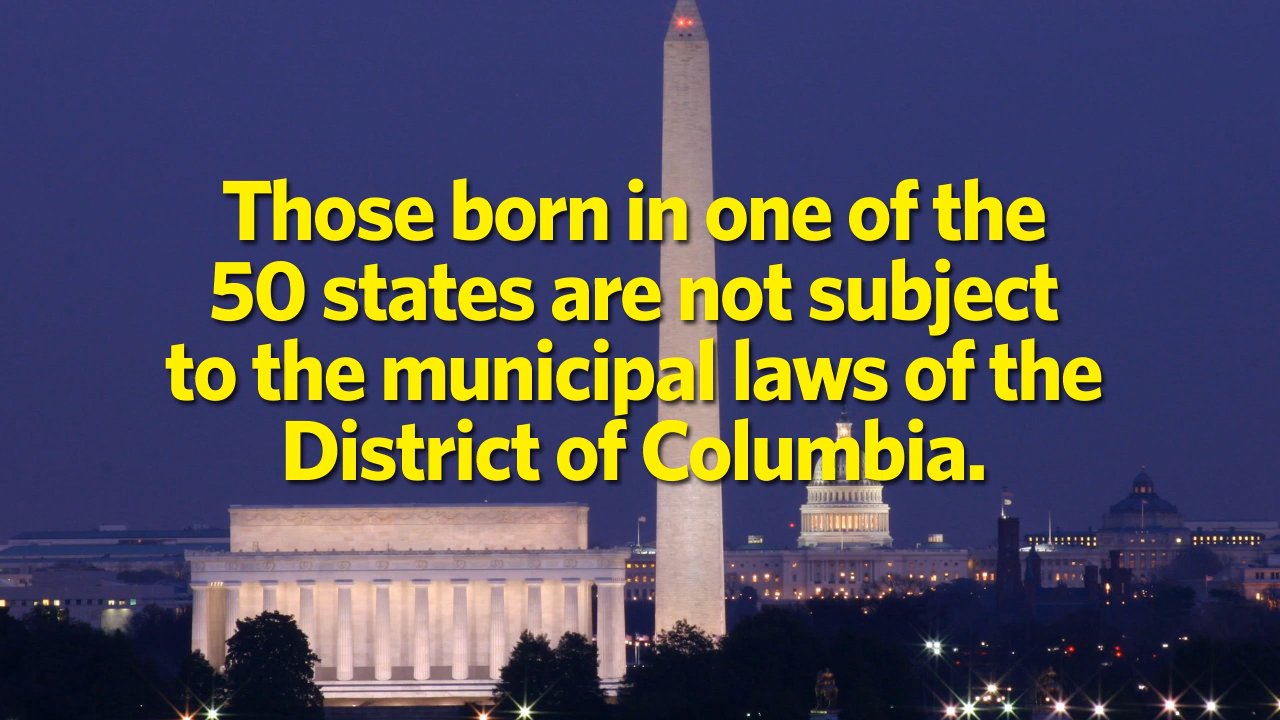 Those born in one of the
50 states are not subject
to the municipal laws of the
District of Columbia.